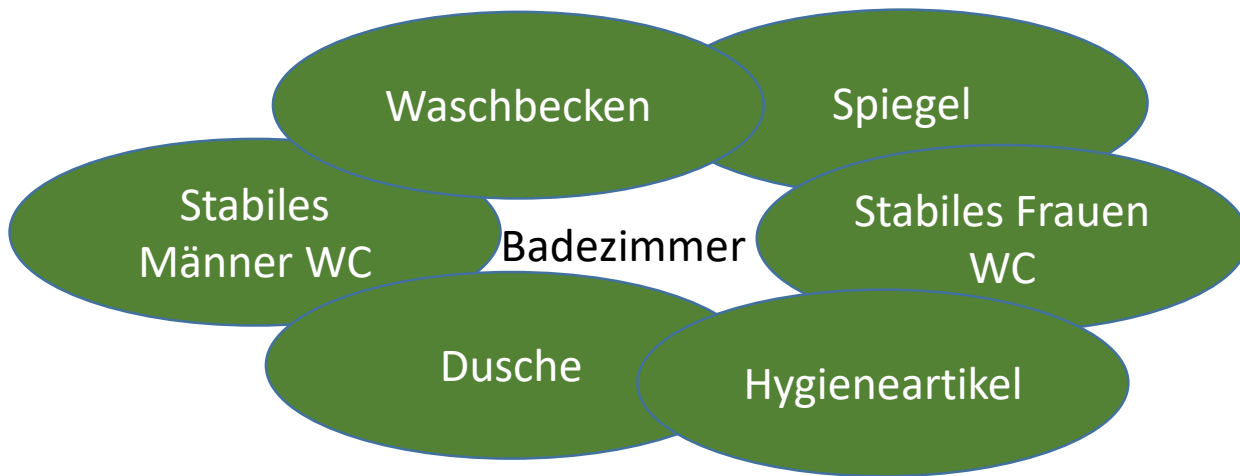 Waschbecken
Spiegel
Stabiles
Männer WC
Badezimmer
Stabiles Frauen
WC
Dusche
Hygieneartikel